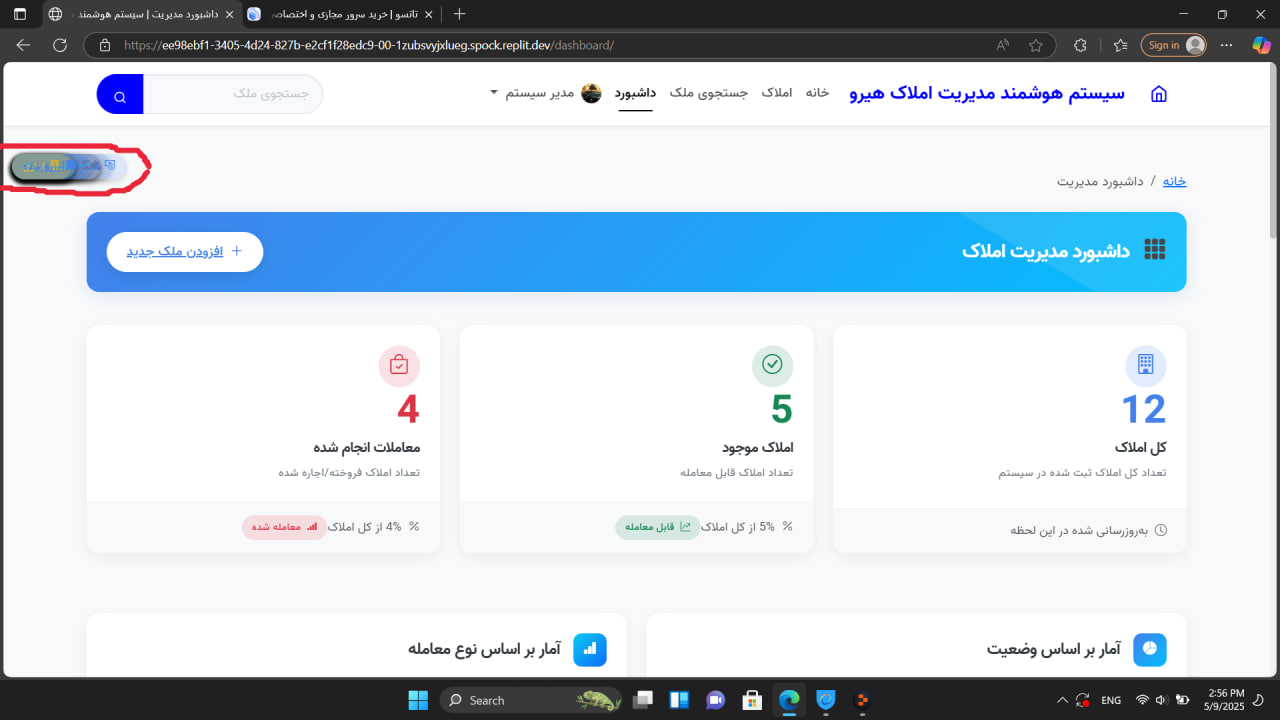 داشبورد مدیریت | سیستم هوشمند
تاتسو | خرید سرور مجازی و اختصاص
https://ee98ebf1-3405-4d24-827b-e2cf1f28edc9-00-1zubsvyjxlueg.spock.replit.dev/dashboard/
Sign in
سیستم هوشمند مدیریت املاک هیرو
خانه
املاک
جستجوی ملک
داشبورد
مدیر سیستم
جستجوی ملک
خانه / داشبورد مدیریت
داشبورد مدیریت املاک
افزودن ملک جدید
12
کل املاک
تعداد کل املاک ثبت شده در سیستم
به‌روزرسانی شده در این لحظه
5
املاک موجود
تعداد املاک قابل معامله
5% از کل املاک
قابل معامله
4
معاملات انجام شده
تعداد املاک فروخته/اجاره شده
4% از کل املاک
معامله شده
آمار بر اساس وضعیت
آمار بر اساس نوع معامله
Search
ENG
2:56 PM
5/9/2025